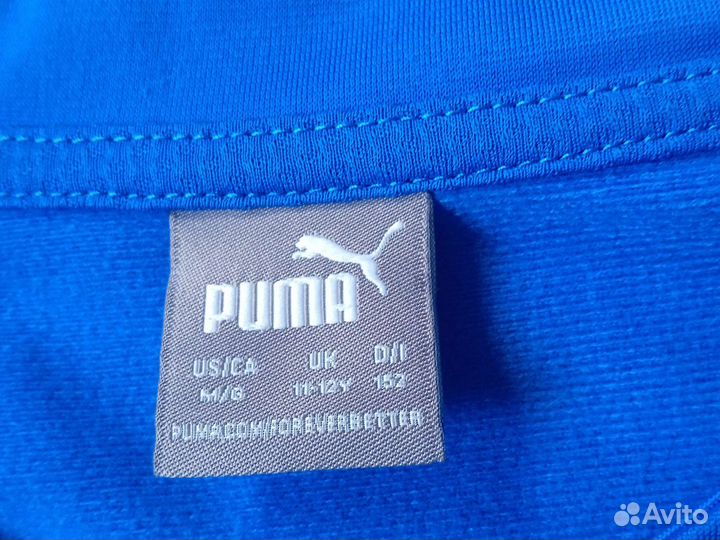 PUMA
US/CA UK D/I
M/G 11-12Y 152
PUMA.COM/FOREVERBETTER
Avito